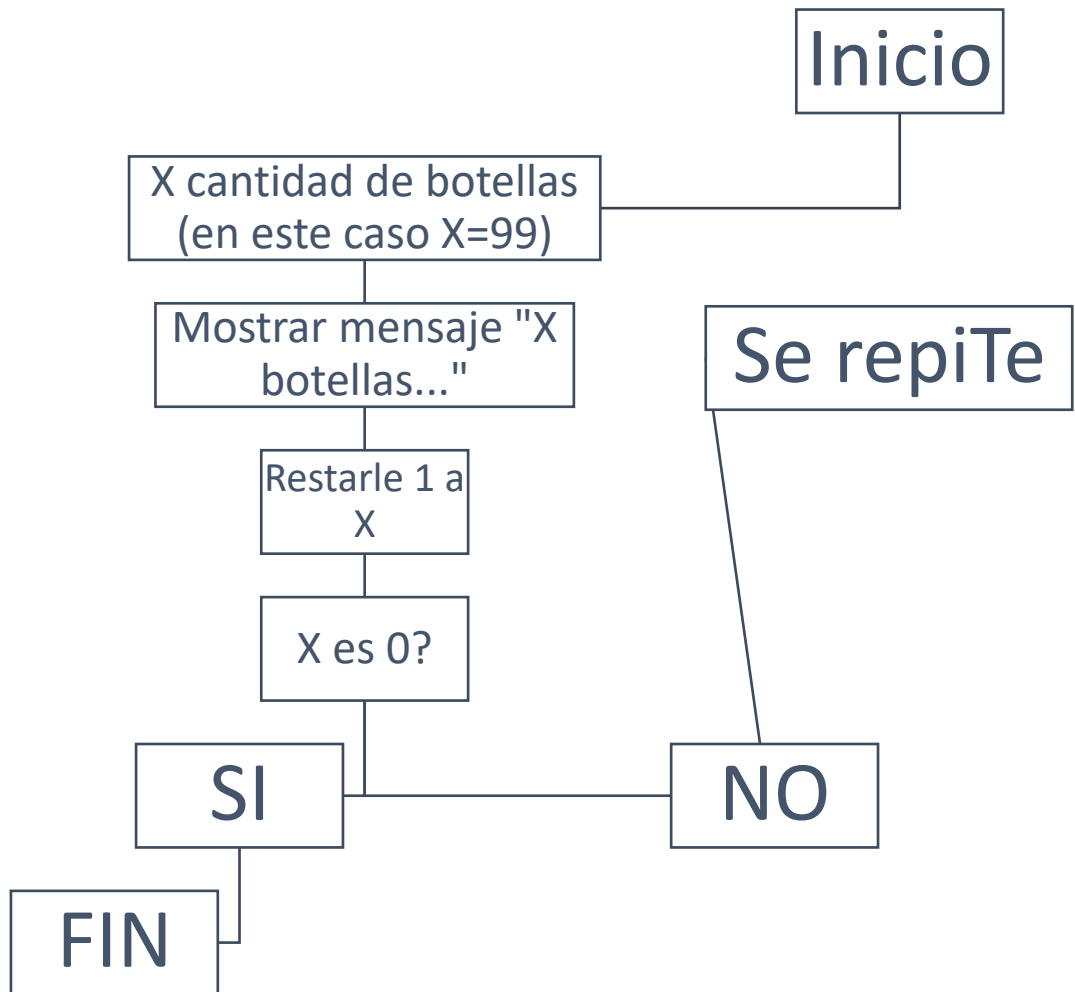 Inicio
X cantidad de botellas
(en este caso X=99)
Mostrar mensaje "X
botellas..."
Se repiTe
Restarle 1 a
X
X es 0?
SI
NO
FIN